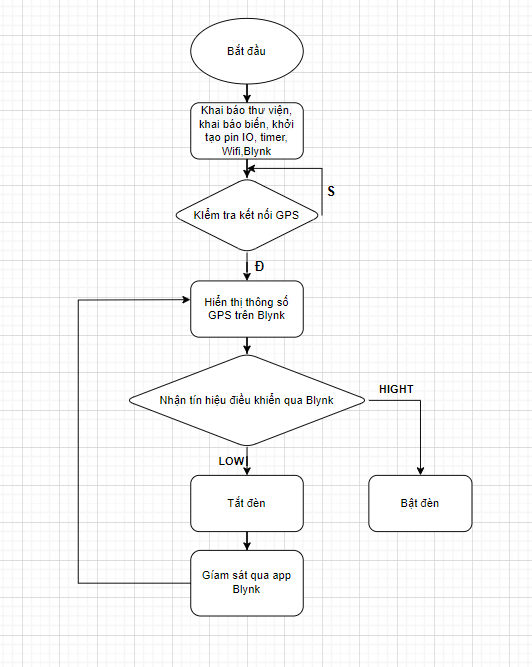 Bắt đầu
Khai báo thư viện,
khai báo biến, khởi
tạo pin IO, timer,
Wifi,Blynk
S
KIểm tra kết nối GPS
Đ
Hiển thị thông số
GPS trên Blynk
HIGHT
Nhận tín hiệu điều khiển qua Blynk
LOW
Tắt đèn
Bật đèn
Gíam sát qua app
Blynk